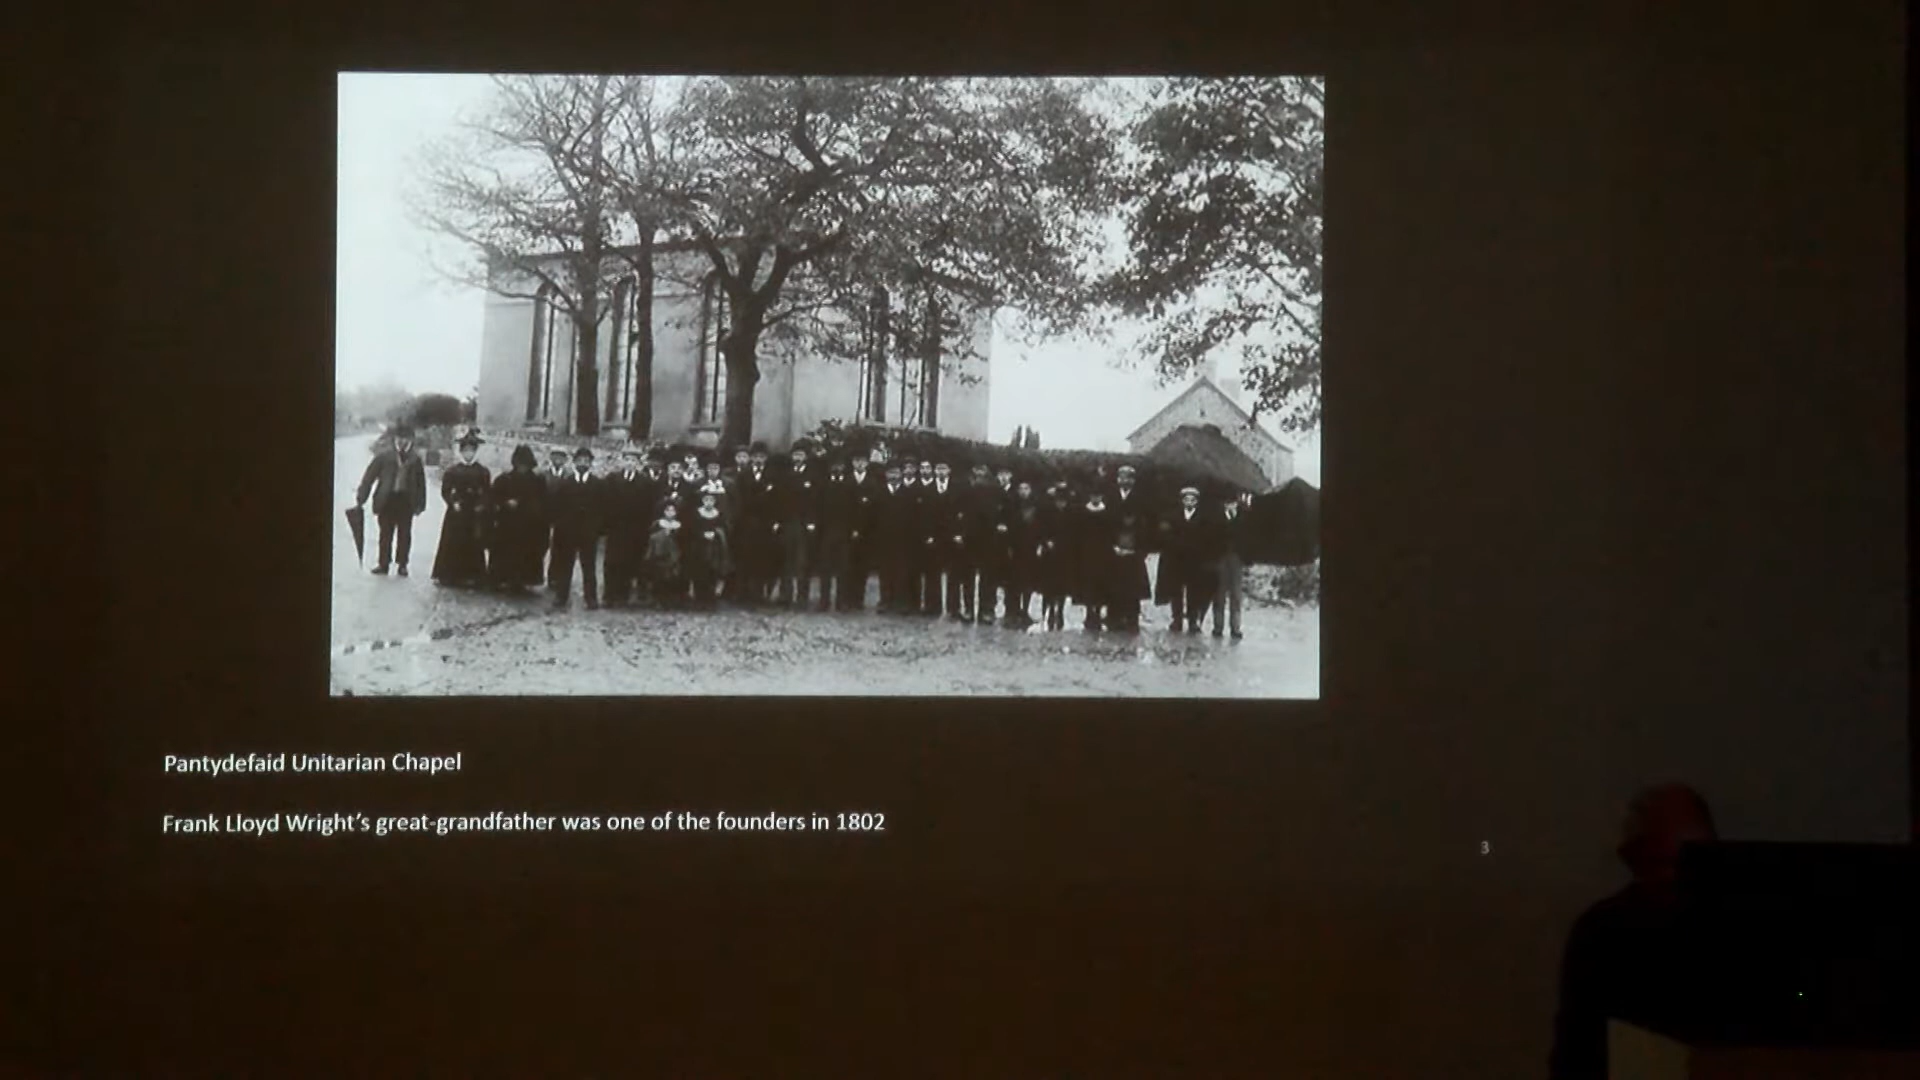 Pantydefaid Unitarian Chapel
Frank Lloyd Wright's great-grandfather was one of the founders in 1802
3